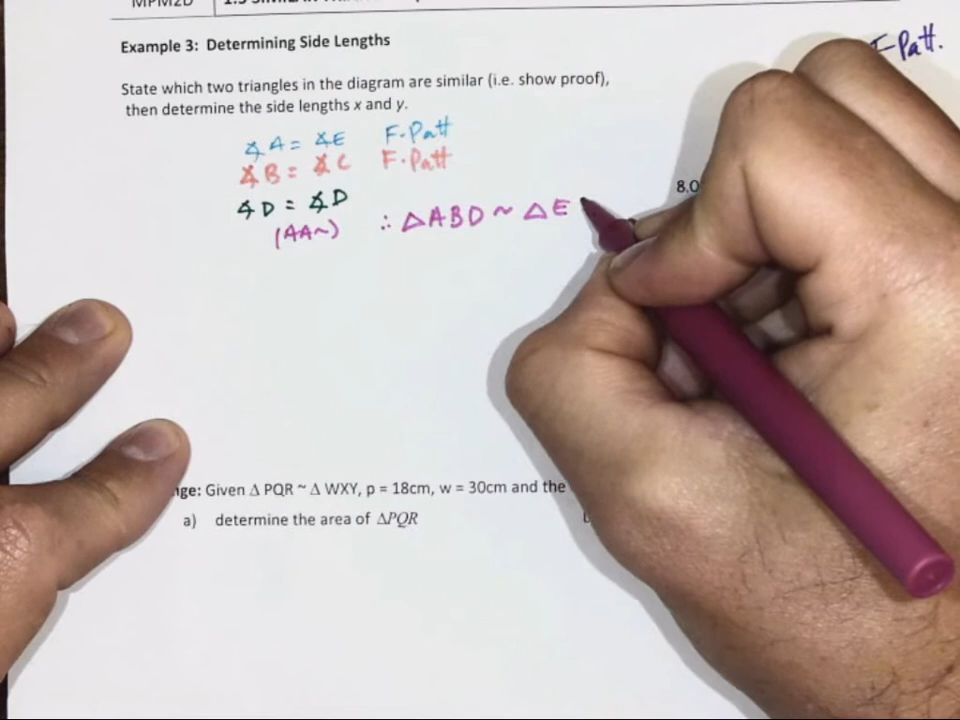 MPM2D
Example 3: Determining Side Lengths
F-Patt.
State which two triangles in the diagram are similar (i.e. show proof),
then determine the side lengths x and y.
∡A = ∡E F-Patt
∡B = ∡C F-Patt
∡D = ∡D
(AA~) ∴ △ABD ~ △E
8.0
nge: Given Δ PQR ~ Δ WXY, p = 18cm, w = 30cm and the
a) determine the area of ΔPQR